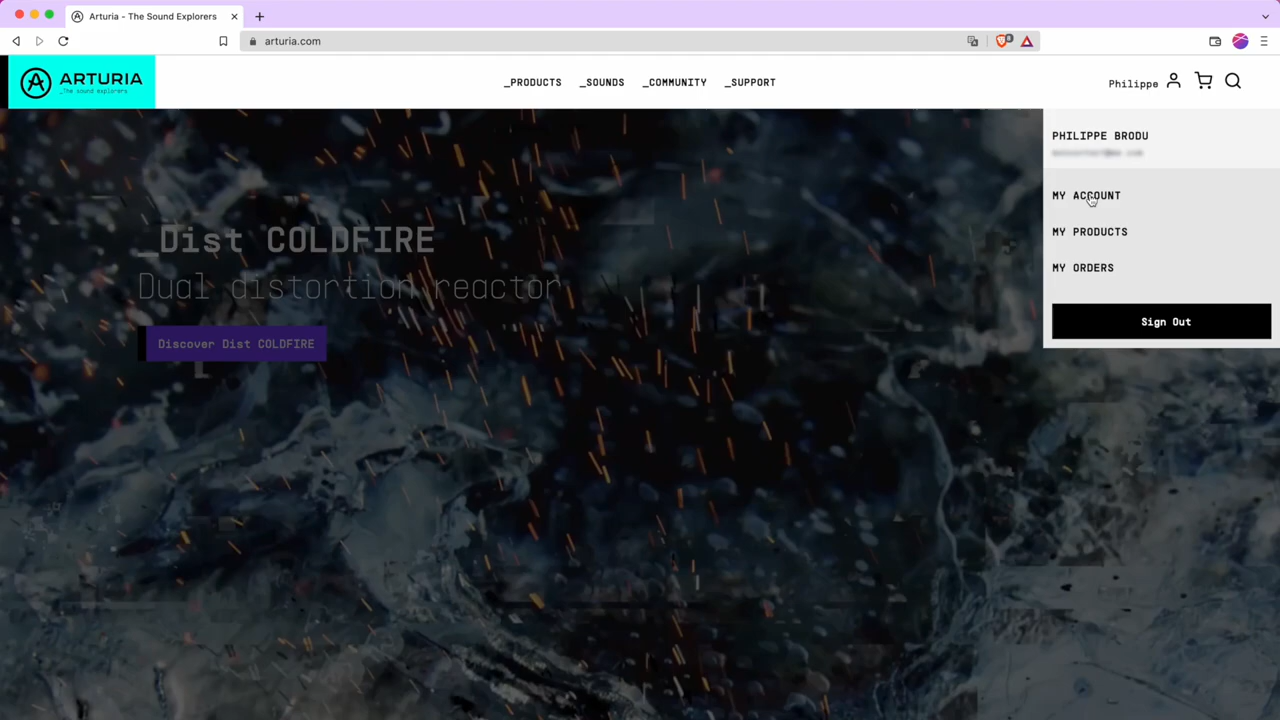 Arturia - The Sound Explorers
arturia.com
8
ARTURIA
_The sound explorers
_PRODUCTS _SOUNDS _COMMUNITY _SUPPORT
Philippe
PHILIPPE BRODU
MY ACCOUNT
MY PRODUCTS
MY ORDERS
Sign Out
_Dist COLDFIRE
Dual distortion reactor
Discover Dist COLDFIRE